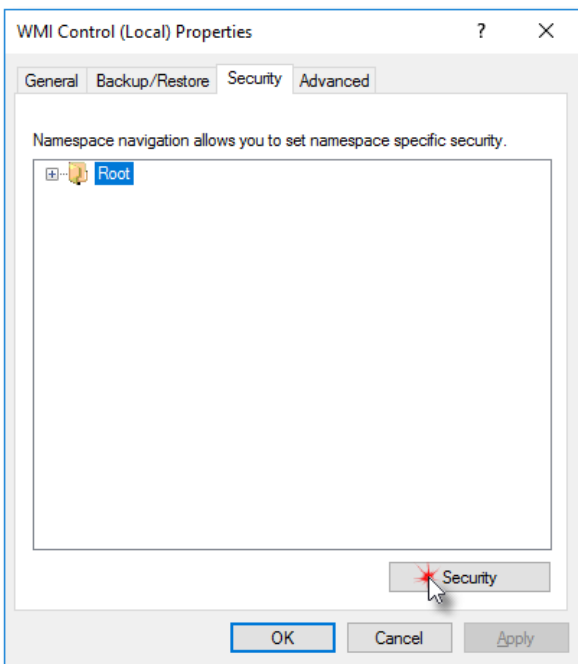 WMI Control (Local) Properties ? ×
General Backup/Restore Security Advanced
Namespace navigation allows you to set namespace specific security.
Root
Security
OK Cancel Apply